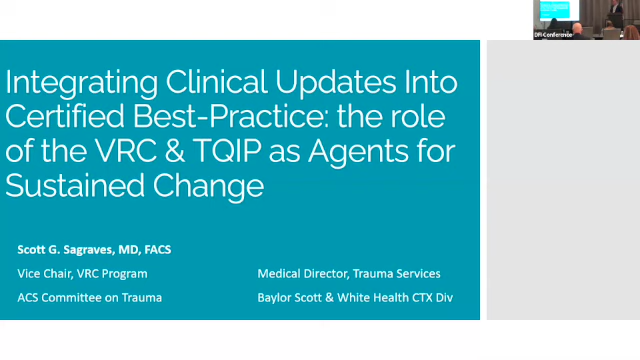 DFI-Conference
Integrating Clinical Updates Into
Certified Best-Practice: the role
of the VRC & TQIP as Agents for
Sustained Change
Scott G. Sagraves, MD, FACS
Vice Chair, VRC Program
Medical Director, Trauma Services
ACS Committee on Trauma
Baylor Scott & White Health CTX Div